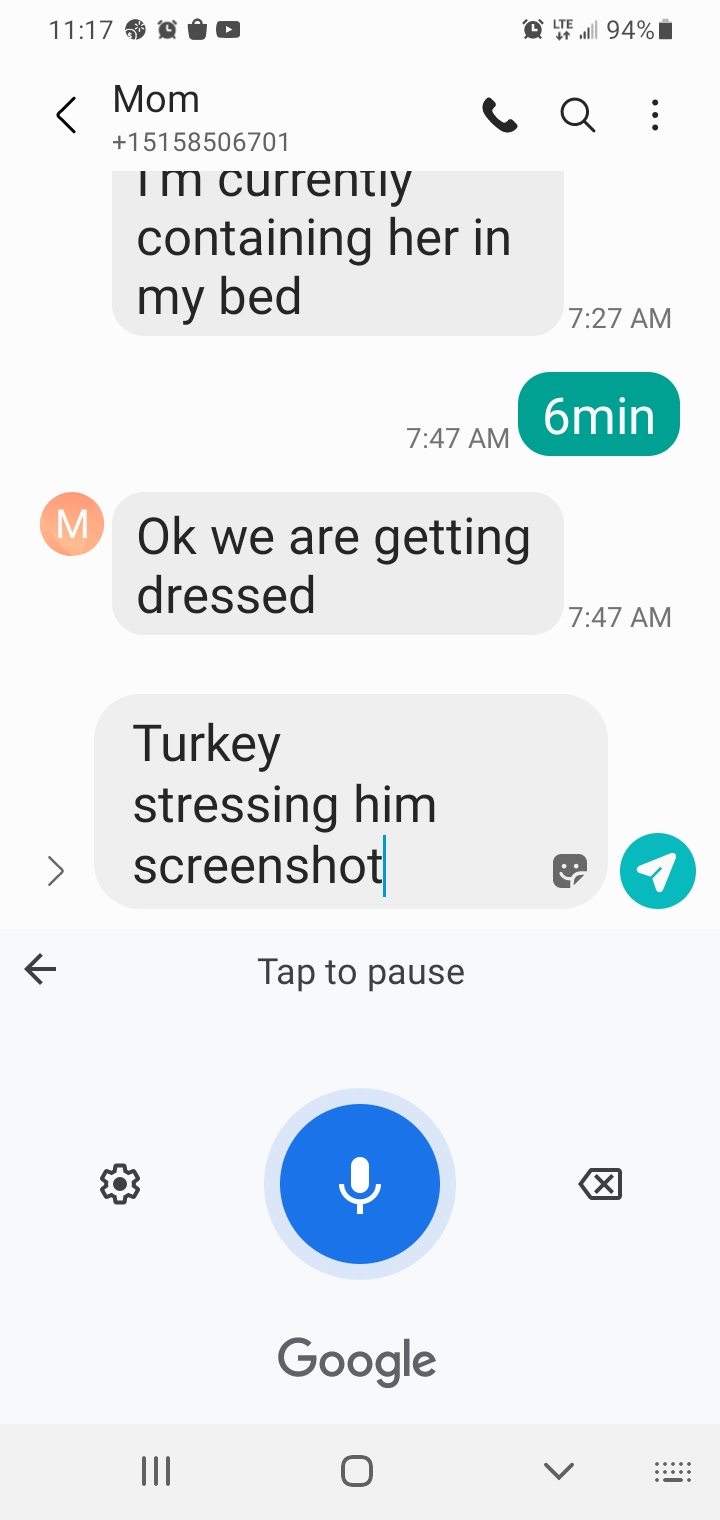 11:17 LTE 94%
Mom
+15158506701
I'm currently
containing her in
my bed
7:27 AM
7:47 AM 6min
M
Ok we are getting
dressed
7:47 AM
Turkey
stressing him
screenshot
Tap to pause
Google